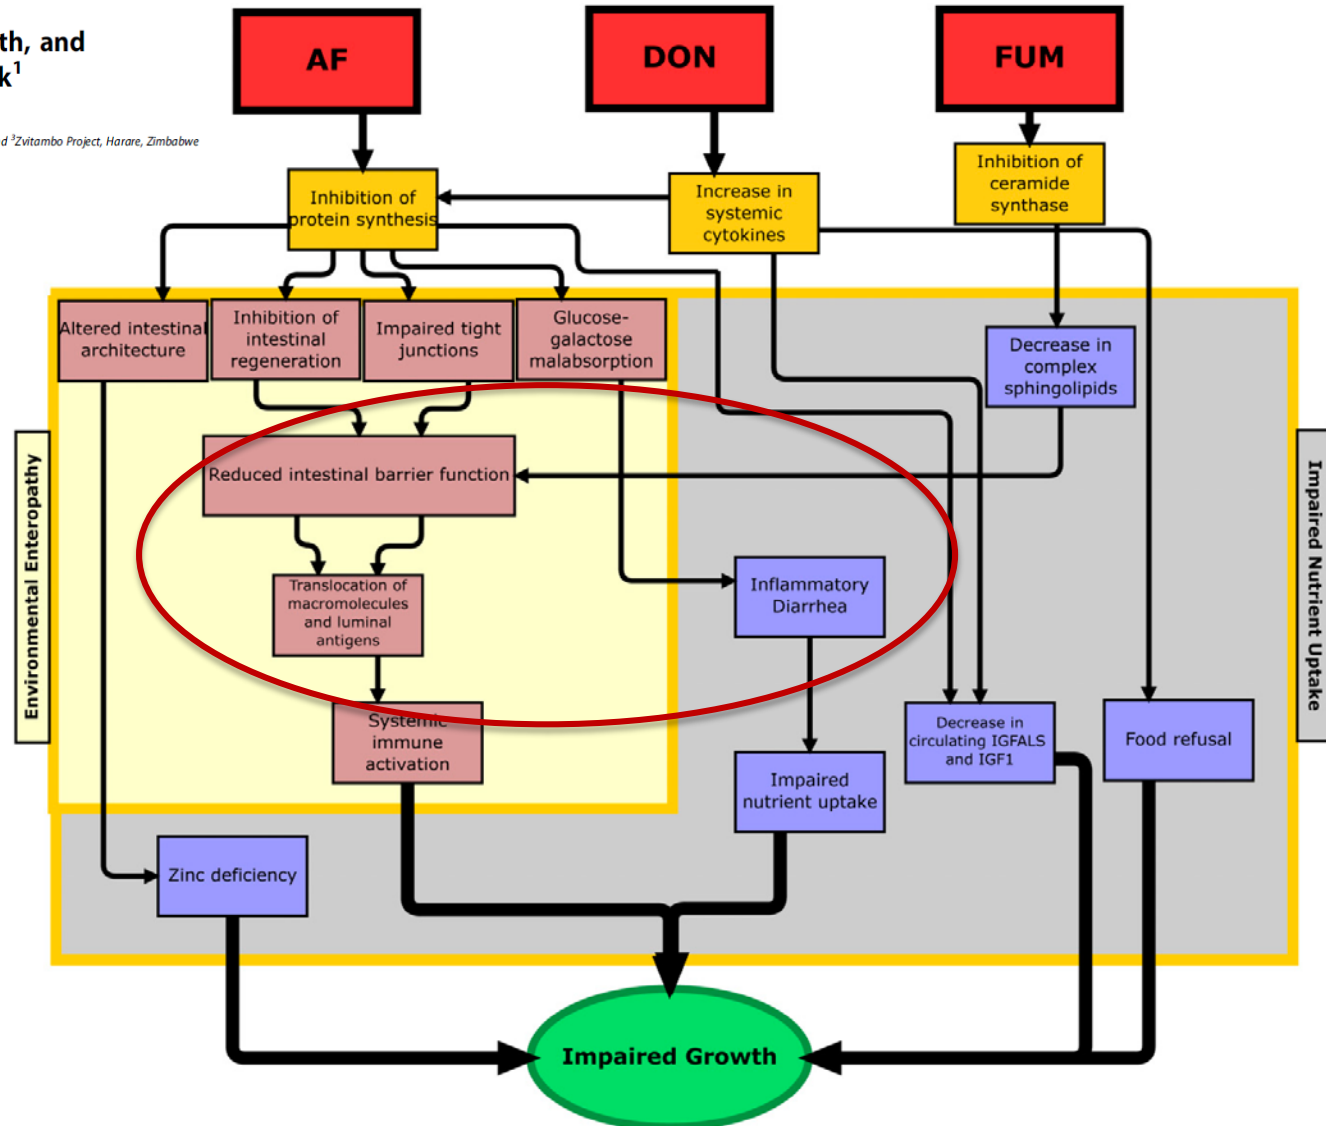 th, and
k¹
d ³Zvitambo Project, Harare, Zimbabwe
AF
DON
FUM
Inhibition of
protein synthesis
Increase in
systemic
cytokines
Inhibition of
ceramide
synthase
Altered intestinal
architecture
Inhibition of
intestinal
regeneration
Impaired tight
junctions
Glucose-
galactose
malabsorption
Decrease in
complex
sphingolipids
Reduced intestinal barrier function
Environmental Enteropathy
Impaired Nutrient Uptake
Translocation of
macromolecules
and luminal
antigens
Inflammatory
Diarrhea
Systemic
immune
activation
Impaired
nutrient uptake
Decrease in
circulating IGFALS
and IGF1
Food refusal
Zinc deficiency
Impaired Growth